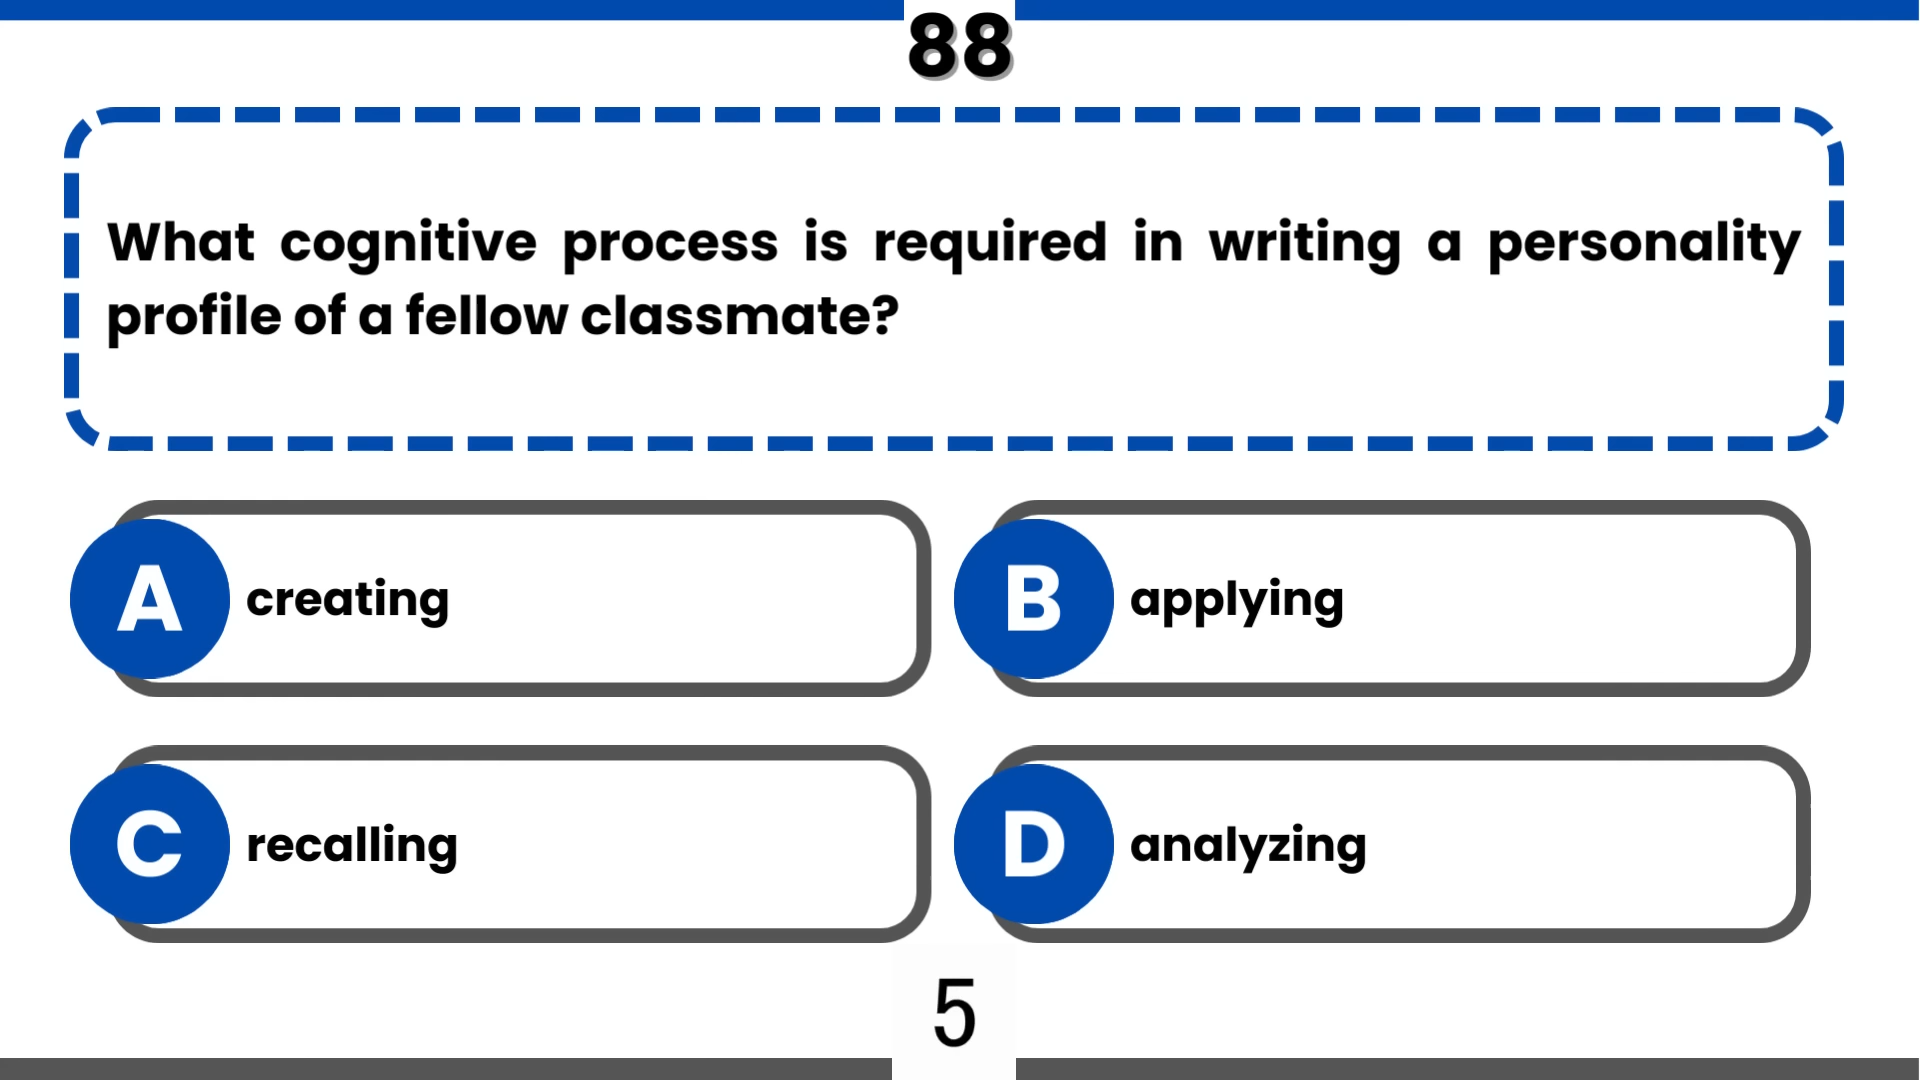 88
What cognitive process is required in writing a personality
profile of a fellow classmate?
A creating
B applying
C recalling
D analyzing
5